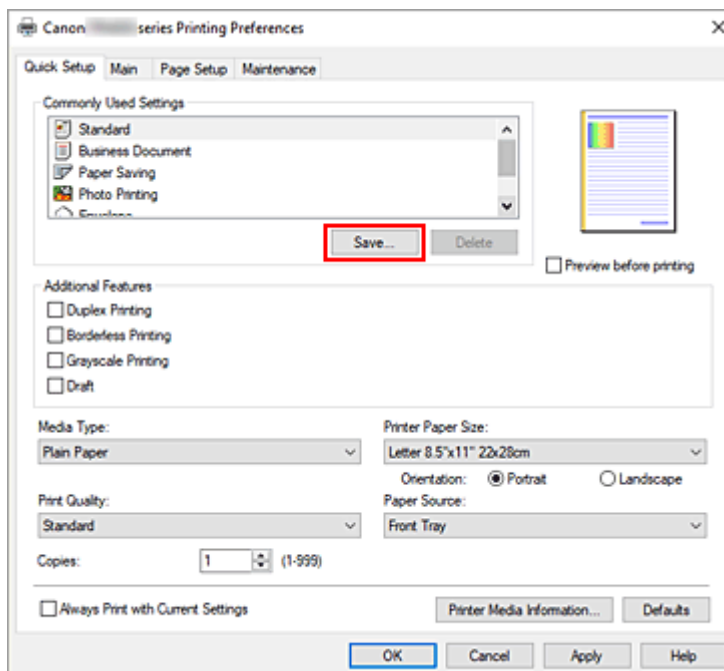 Canon series Printing Preferences
Quick Setup Main Page Setup Maintenance
Commonly Used Settings
Standard
Business Document
Paper Saving
Photo Printing
Envelope
Save... Delete
Preview before printing
Additional Features
Duplex Printing
Borderless Printing
Grayscale Printing
Draft
Media Type: Printer Paper Size:
Plain Paper Letter 8.5"x11" 22x28cm
Orientation: Portrait Landscape
Print Quality: Paper Source:
Standard Front Tray
Copies: 1 (1-999)
Always Print with Current Settings Printer Media Information... Defaults
OK Cancel Apply Help